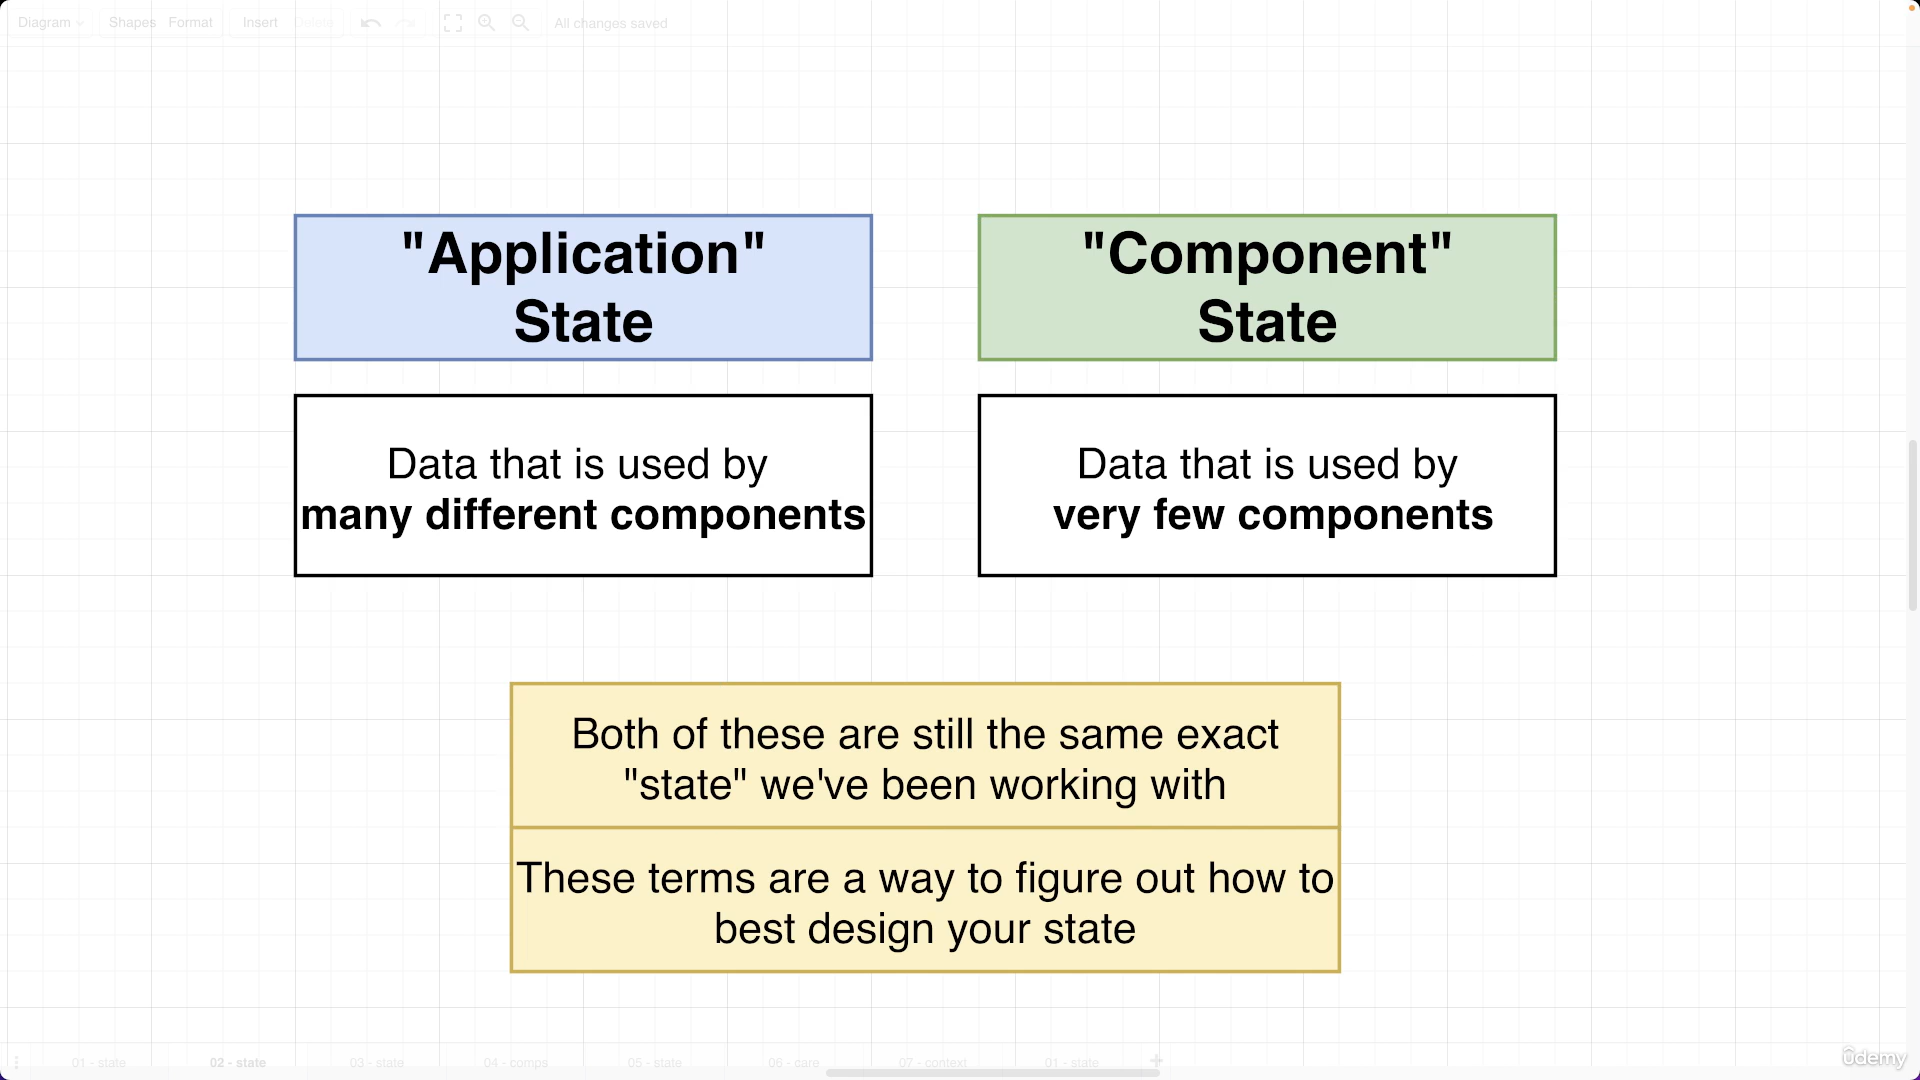 Diagram Shapes Format Insert Delete All changes saved
"Application"
State
"Component"
State
Data that is used by
many different components
Data that is used by
very few components
Both of these are still the same exact
"state" we've been working with
These terms are a way to figure out how to
best design your state
01 - state 02 - state 03 - state 04 - comps 05 - state 06 - care 07 - context 01 - state
ûdemy